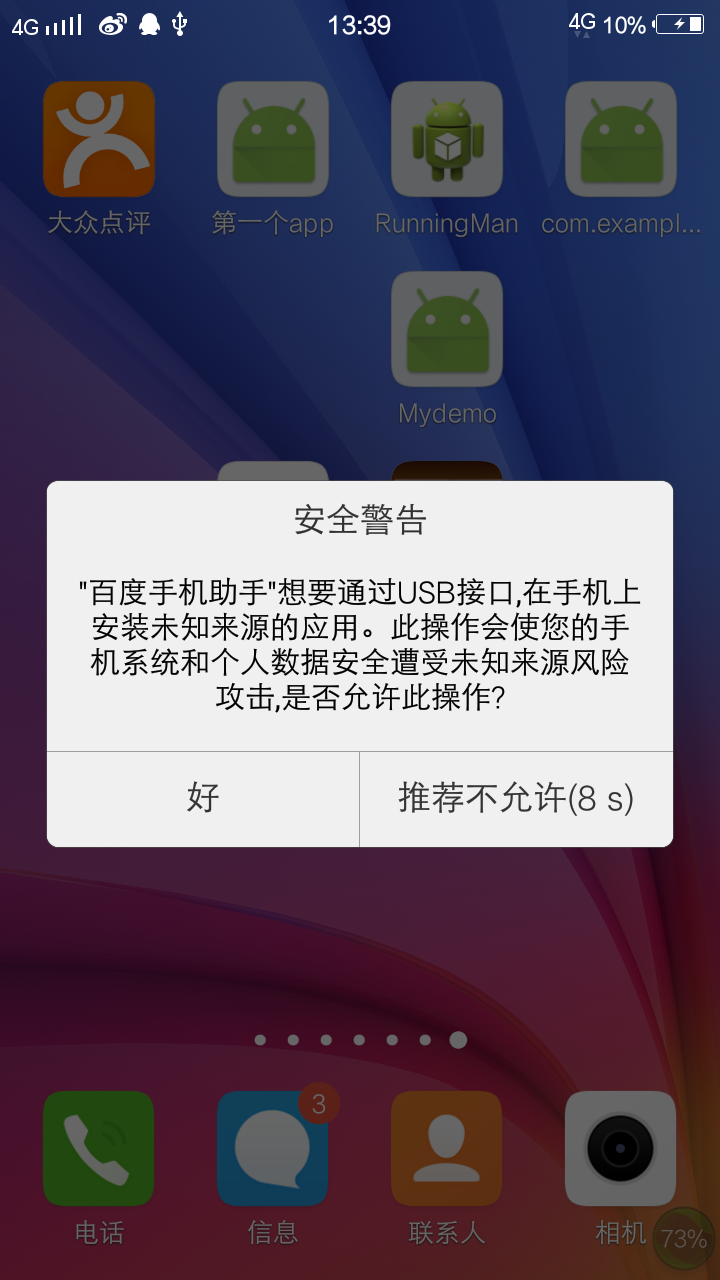 4G 13:39 4G 10%
大众点评 第一个app RunningMan com.exampl...
Mydemo
安全警告
"百度手机助手"想要通过USB接口,在手机上
安装未知来源的应用。此操作会使您的手
机系统和个人数据安全遭受未知来源风险
攻击,是否允许此操作?
好 推荐不允许(8 s)
3
电话 信息 联系人 相机 73%